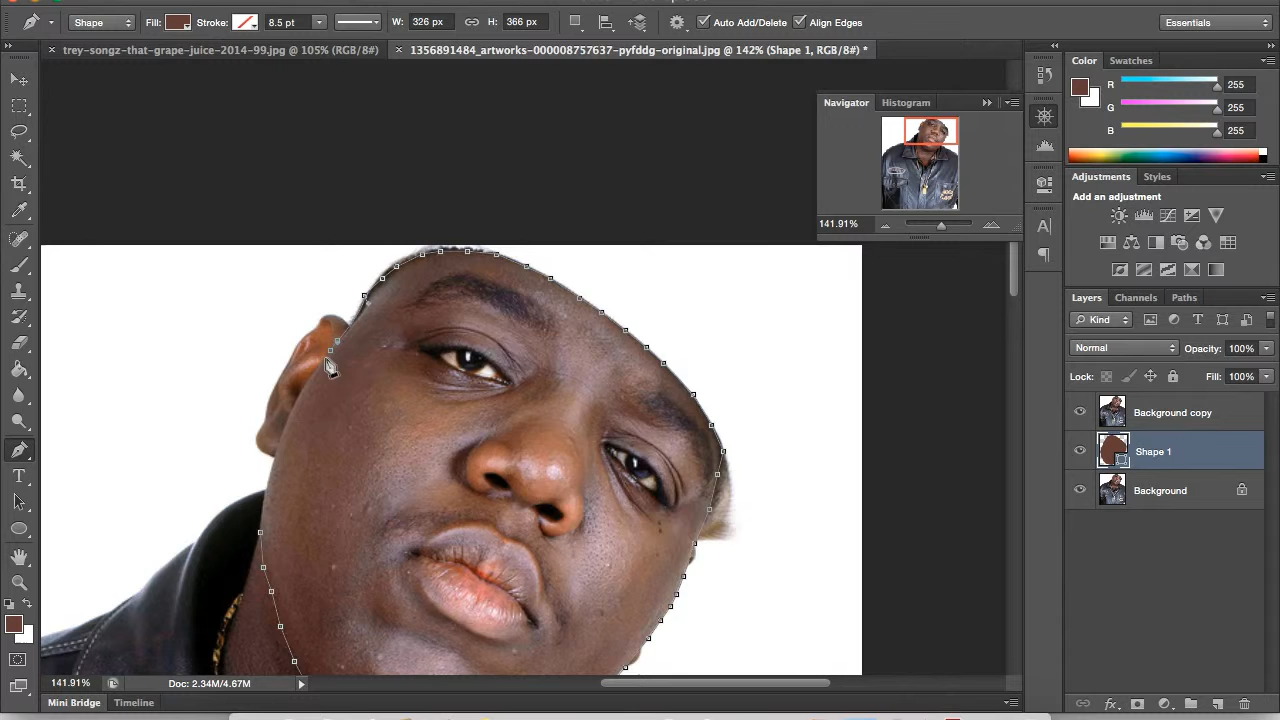 Shape Fill: Stroke: 8.5 pt W: 326 px H: 366 px Auto Add/Delete Align Edges Essentials
trey-songz-that-grape-juice-2014-99.jpg @ 105% (RGB/8#) 1356891484_artworks-000008757637-pyfddg-original.jpg @ 142% (Shape 1, RGB/8#) *
Color Swatches
R 255
G 255
B 255
Navigator Histogram
141.91%
Adjustments Styles
Add an adjustment
Layers Channels Paths
Kind
Normal Opacity: 100%
Lock: Fill: 100%
Background copy
Shape 1
Background
141.91% Doc: 2.34M/4.67M
Mini Bridge Timeline